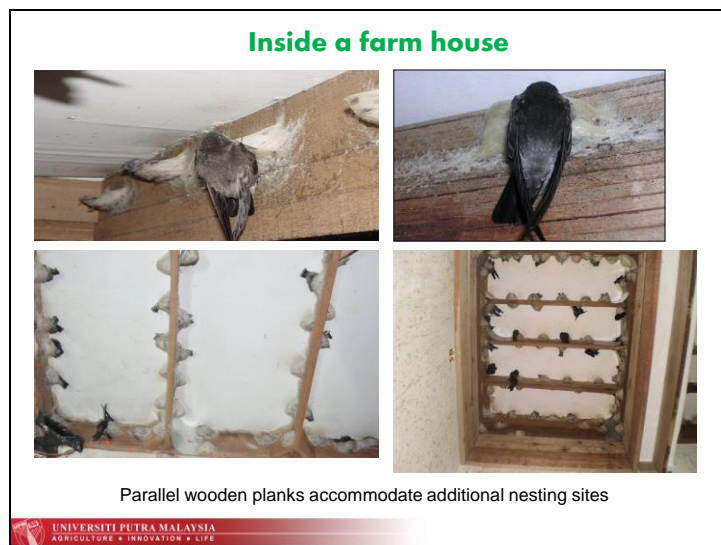 Inside a farm house
Parallel wooden planks accommodate additional nesting sites
UNIVERSITI PUTRA MALAYSIA
AGRICULTURE • INNOVATION • LIFE